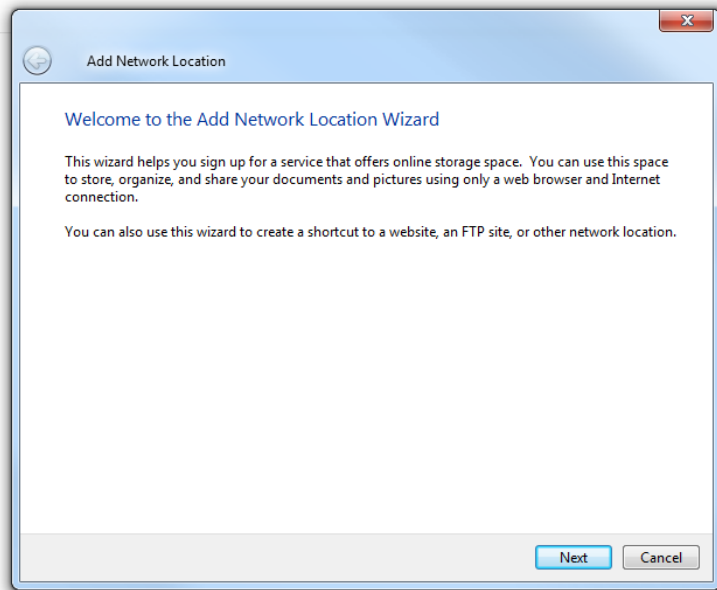 Add Network Location
Welcome to the Add Network Location Wizard
This wizard helps you sign up for a service that offers online storage space.  You can use this space
to store, organize, and share your documents and pictures using only a web browser and Internet
connection.
You can also use this wizard to create a shortcut to a website, an FTP site, or other network location.
Next
Cancel